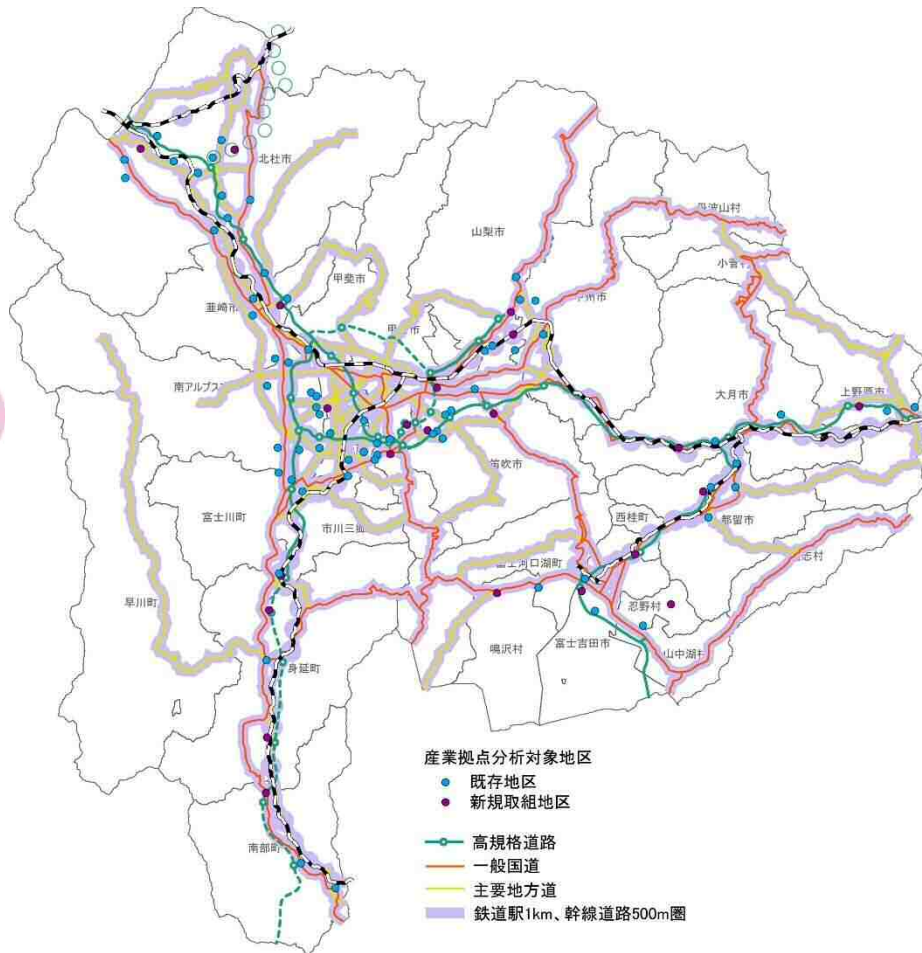 丹波山村
北杜市
山梨市
小菅村
甲斐市
甲州市
韮崎市
甲府市
南アルプス市
大月市
上野原市
笛吹市
富士川町
市川三郷
西桂町
都留市
道志村
富士河口湖町
早川町
忍野村
鳴沢村
富士吉田市
山中湖村
身延町
南部町
産業拠点分析対象地区
既存地区
新規取組地区
高規格道路
一般国道
主要地方道
鉄道駅1km、幹線道路500m圏